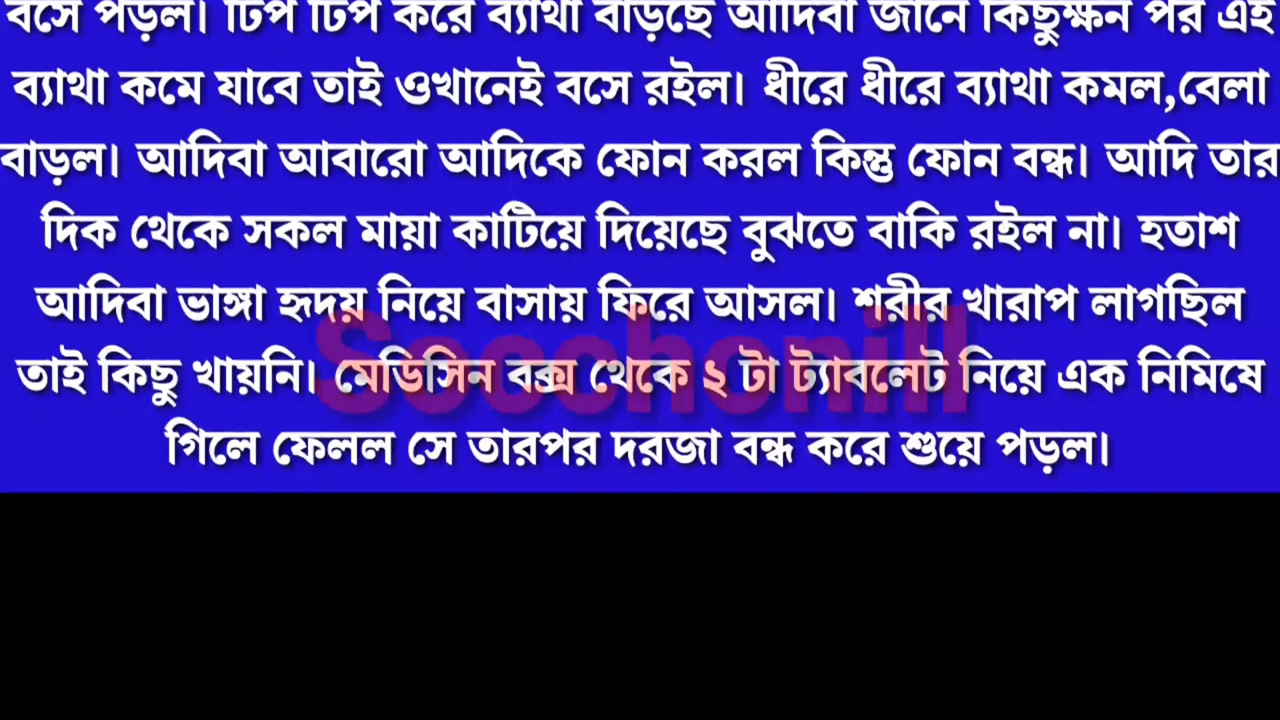 বসে পড়ল। টিপ টিপ করে ব্যাথা বাড়ছে আদিবা জানে কিছুক্ষন পর এই
ব্যাথা কমে যাবে তাই ওখানেই বসে রইল। ধীরে ধীরে ব্যাথা কমল,বেলা
বাড়ল। আদিবা আবারো আদিকে ফোন করল কিন্তু ফোন বন্ধ। আদি তার
দিক থেকে সকল মায়া কাটিয়ে দিয়েছে বুঝতে বাকি রইল না। হতাশ
আদিবা ভাঙ্গা হৃদয় নিয়ে বাসায় ফিরে আসল। শরীর খারাপ লাগছিল
তাই কিছু খায়নি। মেডিসিন বক্স থেকে ২ টা ট্যাবলেট নিয়ে এক নিমিষে
Secchonill
গিলে ফেলল সে তারপর দরজা বন্ধ করে শুয়ে পড়ল।